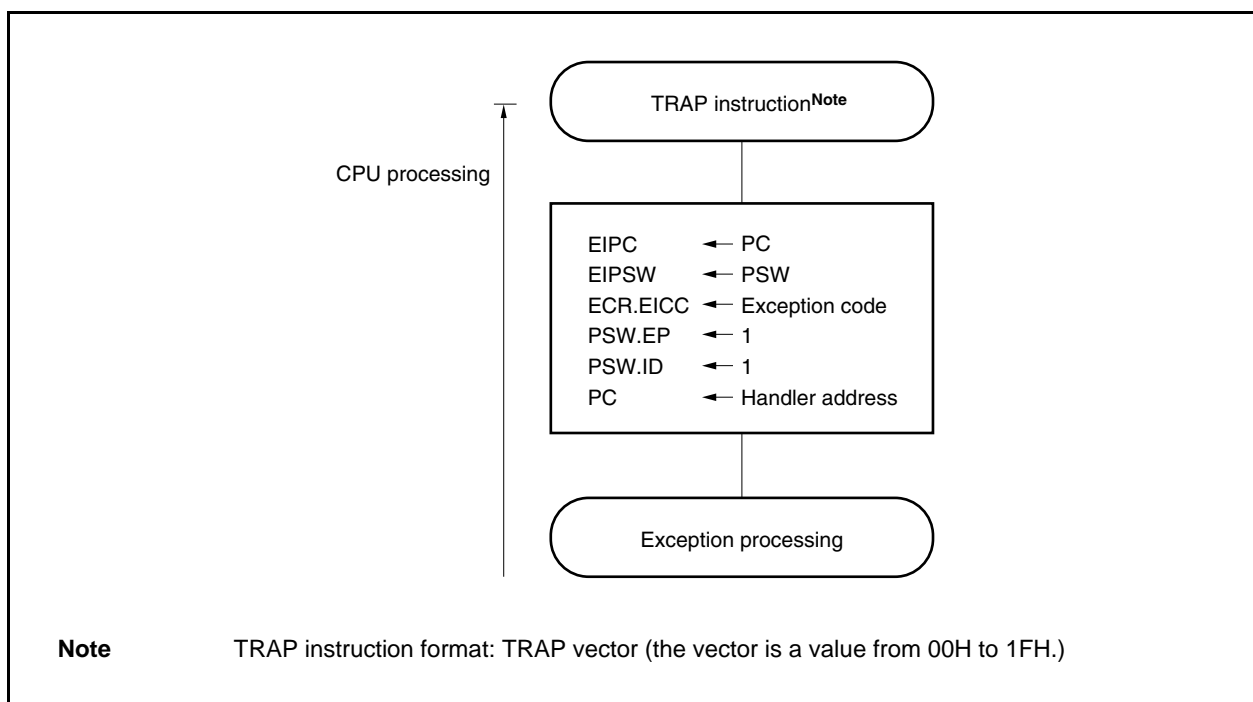 TRAP instructionNote
CPU processing
EIPC ← PC
EIPSW ← PSW
ECR.EICC ← Exception code
PSW.EP ← 1
PSW.ID ← 1
PC ← Handler address
Exception processing
Note TRAP instruction format: TRAP vector (the vector is a value from 00H to 1FH.)